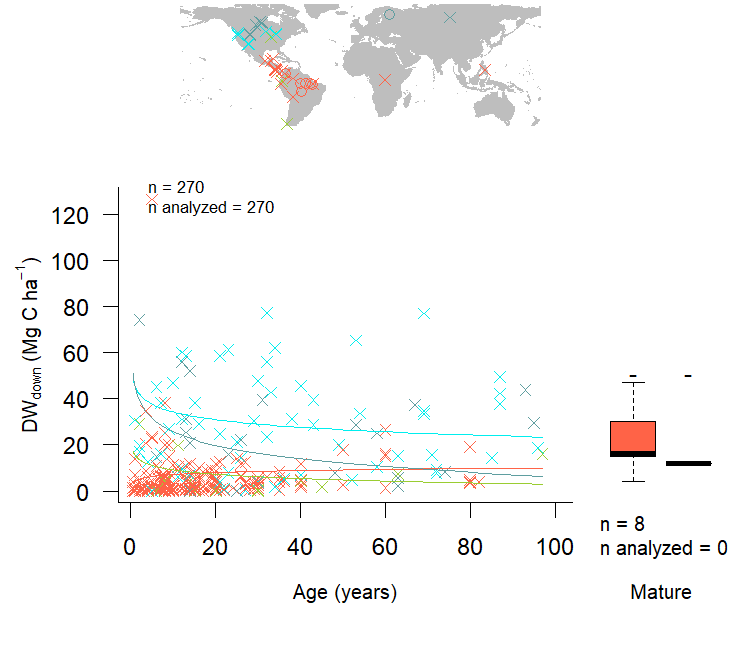 n = 270
n analyzed = 270
DWdown (Mg C ha−1)
120
100
80
60
40
20
0
0 20 40 60 80 100
Age (years)
- -
n = 8
n analyzed = 0
Mature